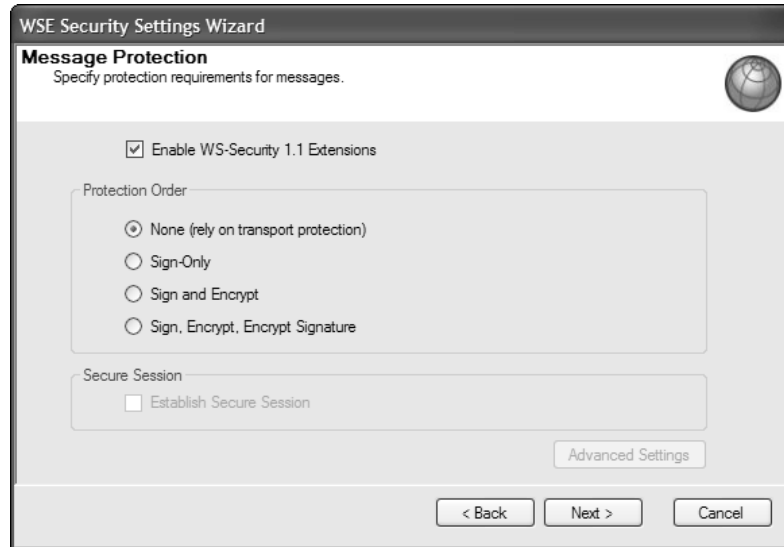 WSE Security Settings Wizard
Message Protection
Specify protection requirements for messages.
Enable WS-Security 1.1 Extensions
Protection Order
None (rely on transport protection)
Sign-Only
Sign and Encrypt
Sign, Encrypt, Encrypt Signature
Secure Session
Establish Secure Session
Advanced Settings
< Back Next > Cancel